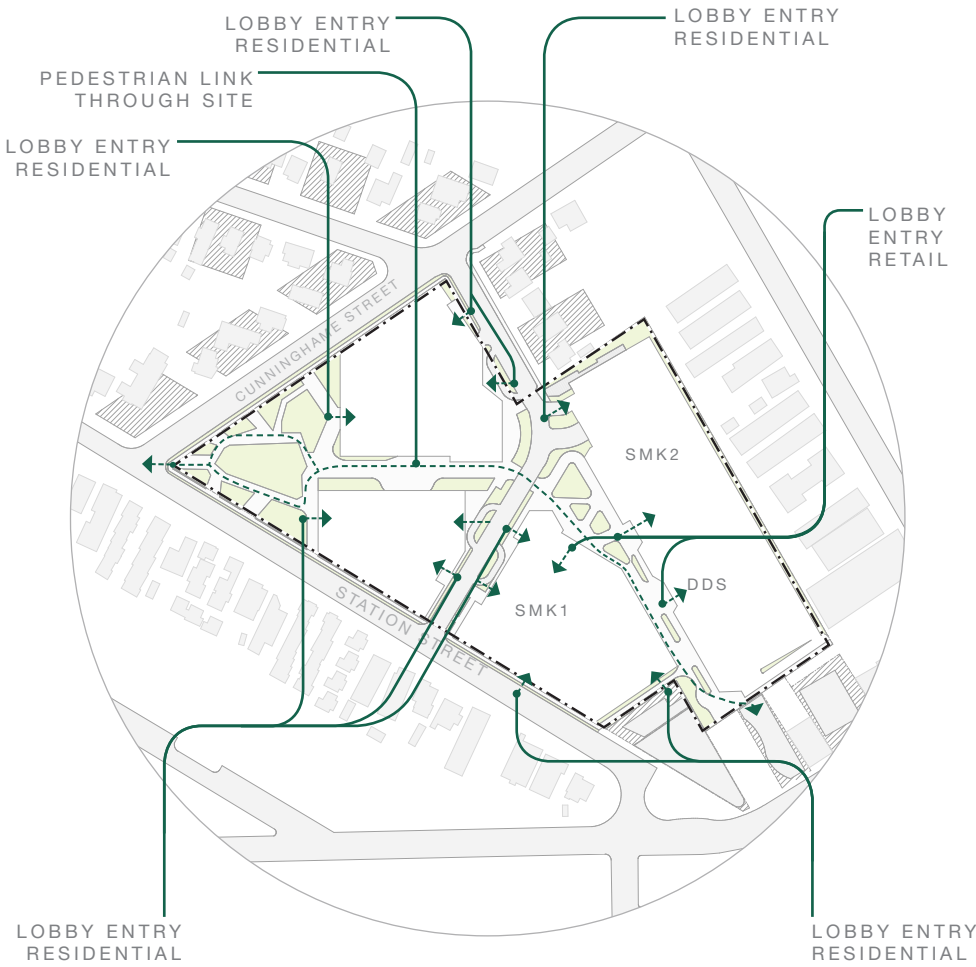 LOBBY ENTRY
RESIDENTIAL
LOBBY ENTRY
RESIDENTIAL
PEDESTRIAN LINK
THROUGH SITE
LOBBY ENTRY
RESIDENTIAL
LOBBY
ENTRY
RETAIL
CUNNINGHAME STREET
SMK2
DDS
SMK1
STATION STREET
LOBBY ENTRY
RESIDENTIAL
LOBBY ENTRY
RESIDENTIAL